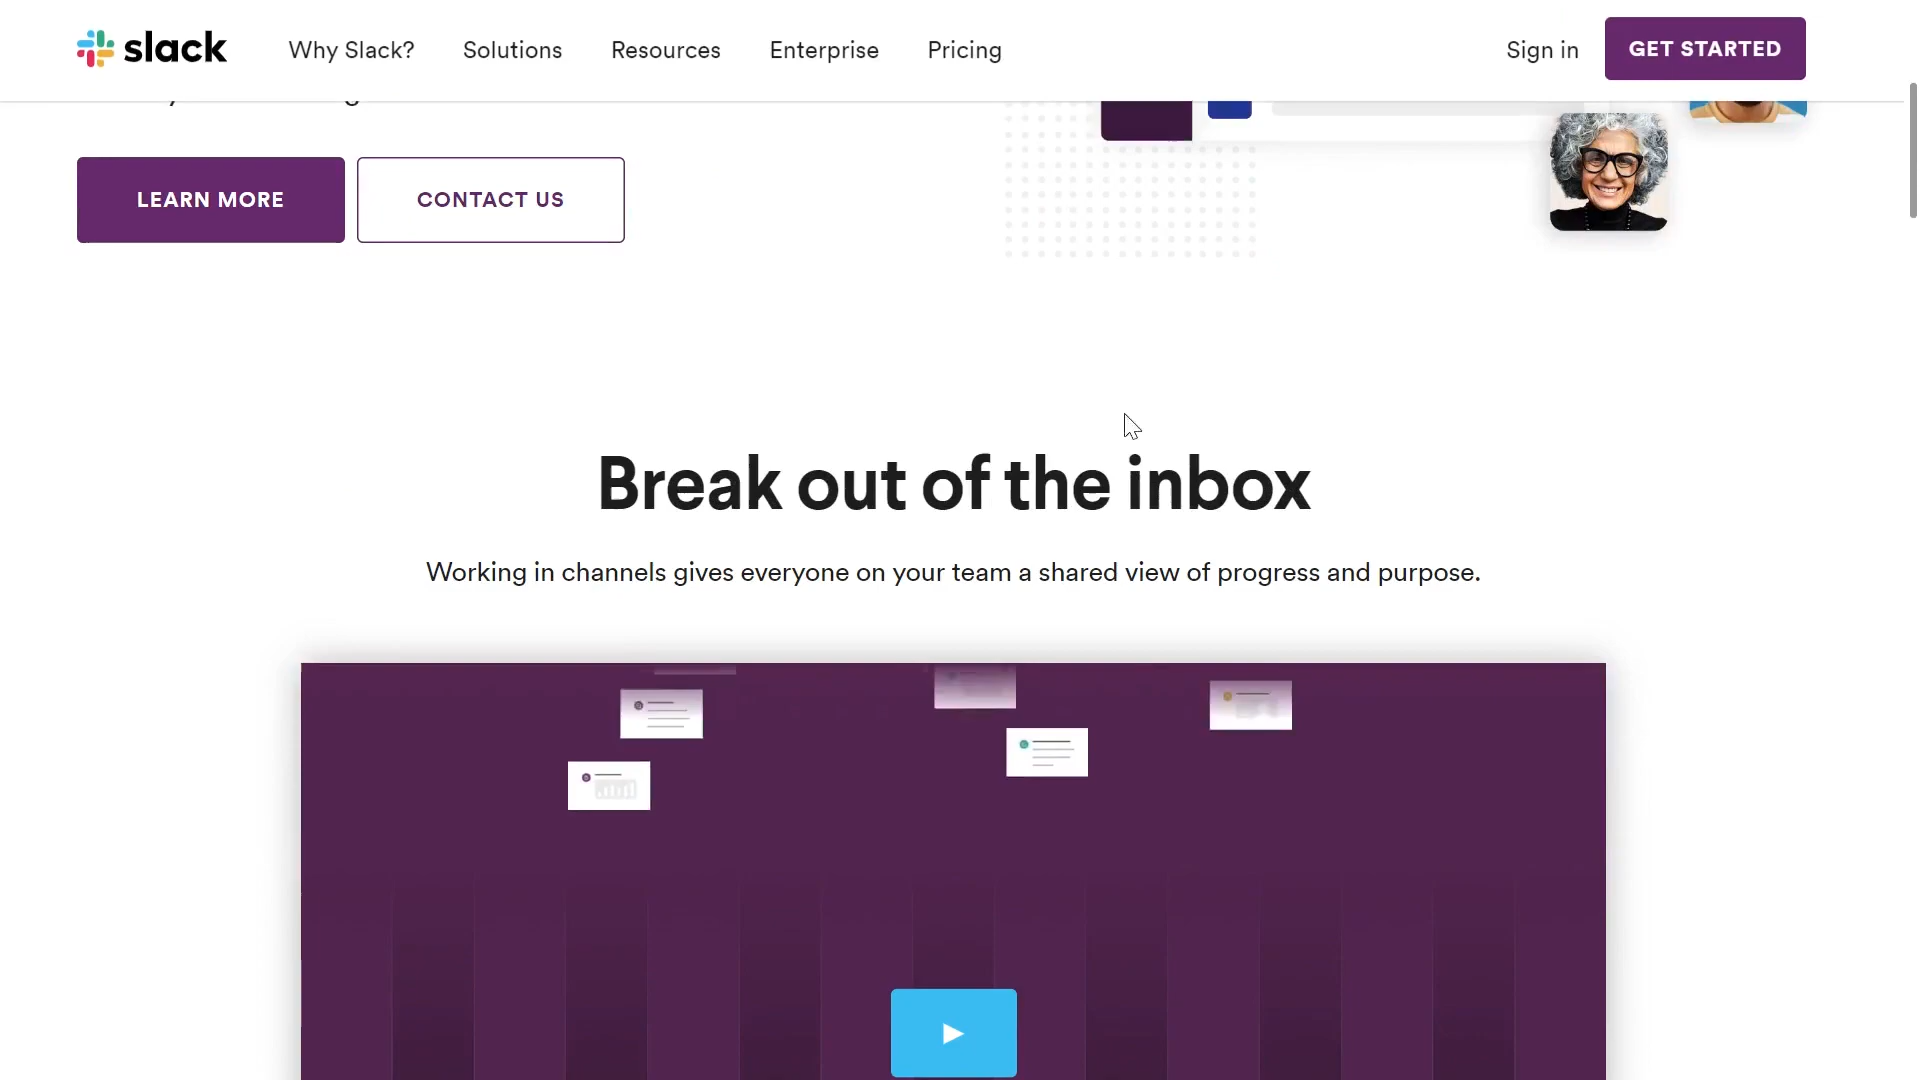 slack
Why Slack?
Solutions
Resources
Enterprise
Pricing
Sign in
GET STARTED
LEARN MORE
CONTACT US
Break out of the inbox
Working in channels gives everyone on your team a shared view of progress and purpose.